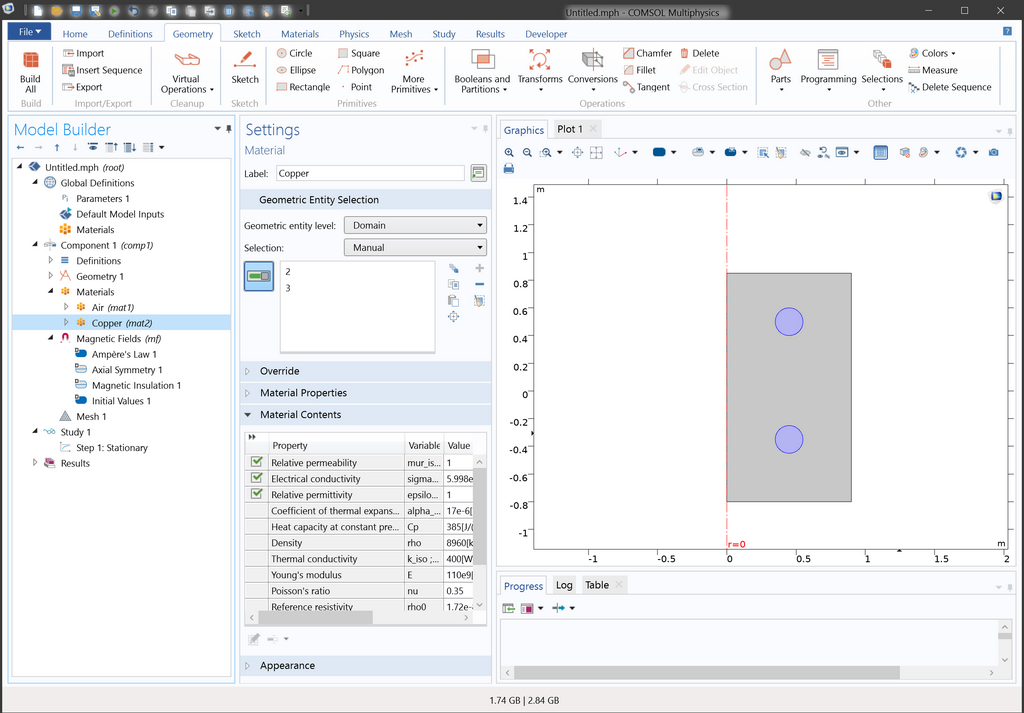 Untitled.mph - COMSOL Multiphysics
File Home Definitions Geometry Sketch Materials Physics Mesh Study Results Developer
Build All
Build
Import
Insert Sequence
Export
Import/Export
Virtual Operations
Cleanup
Sketch
Sketch
Circle
Ellipse
Rectangle
Square
Polygon
Point
More Primitives
Primitives
Booleans and Partitions
Transforms
Conversions
Chamfer
Fillet
Tangent
Delete
Edit Object
Cross Section
Operations
Parts
Programming
Selections
Colors
Measure
Delete Sequence
Other
Model Builder
Untitled.mph (root)
Global Definitions
Parameters 1
Default Model Inputs
Materials
Component 1 (comp1)
Definitions
Geometry 1
Materials
Air (mat1)
Copper (mat2)
Magnetic Fields (mf)
Ampère's Law 1
Axial Symmetry 1
Magnetic Insulation 1
Initial Values 1
Mesh 1
Study 1
Step 1: Stationary
Results
Settings
Material
Label: Copper
Geometric Entity Selection
Geometric entity level: Domain
Selection: Manual
2
3
Override
Material Properties
Material Contents
Property Variable Value
Relative permeability mur_is... 1
Electrical conductivity sigma... 5.998e
Relative permittivity epsilo... 1
Coefficient of thermal expans... alpha_... 17e-6[
Heat capacity at constant pre... Cp 385[J/(
Density rho 8960[k
Thermal conductivity k_iso ;... 400[W
Young's modulus E 110e9[
Poisson's ratio nu 0.35
Reference resistivity rho0 1.72e-
Appearance
Graphics Plot 1
m
1.4
1.2
1
0.8
0.6
0.4
0.2
0
-0.2
-0.4
-0.6
-0.8
-1
r=0
m
-1 -0.5 0 0.5 1 1.5 2
Progress Log Table
1.74 GB | 2.84 GB